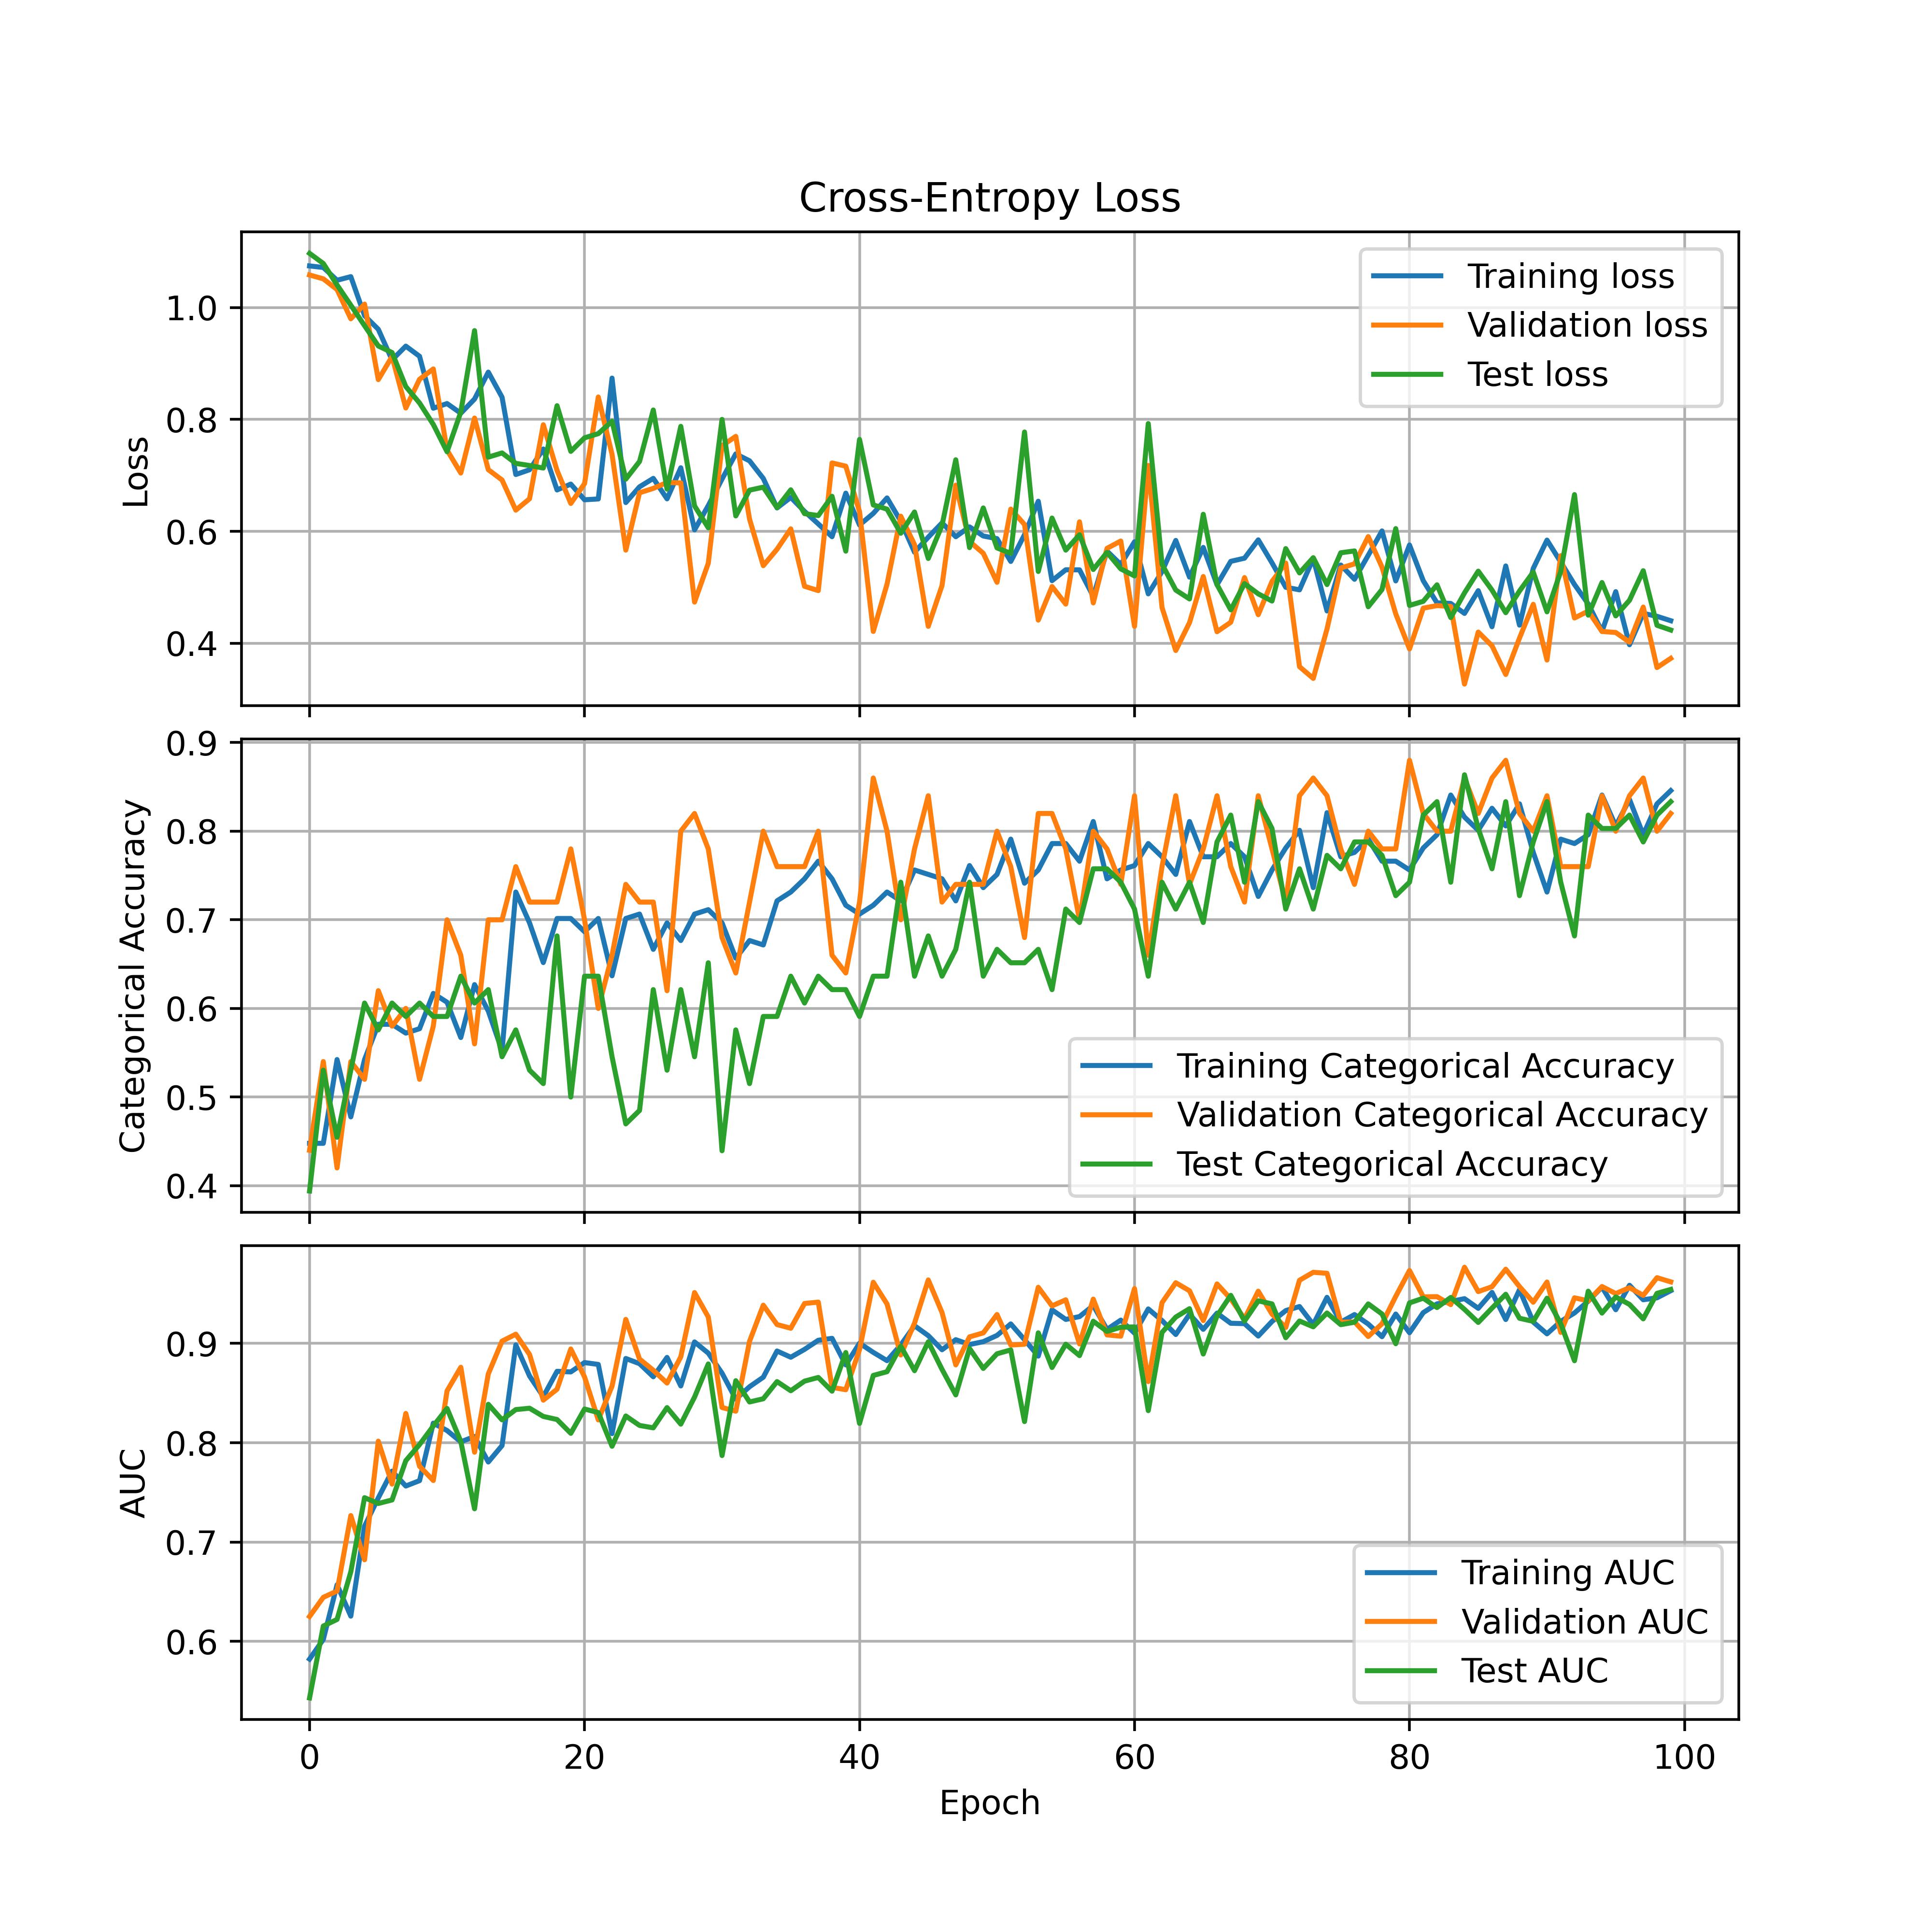 Cross-Entropy Loss
1.0
0.8
0.6
0.4
Loss
Training loss
Validation loss
Test loss
0.9
0.8
0.7
0.6
0.5
0.4
Categorical Accuracy
Training Categorical Accuracy
Validation Categorical Accuracy
Test Categorical Accuracy
0.9
0.8
0.7
0.6
AUC
Training AUC
Validation AUC
Test AUC
0 20 40 60 80 100
Epoch